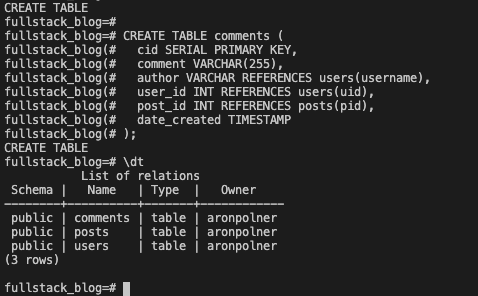 CREATE TABLE
fullstack_blog=#
fullstack_blog=# CREATE TABLE comments (
fullstack_blog(#   cid SERIAL PRIMARY KEY,
fullstack_blog(#   comment VARCHAR(255),
fullstack_blog(#   author VARCHAR REFERENCES users(username),
fullstack_blog(#   user_id INT REFERENCES users(uid),
fullstack_blog(#   post_id INT REFERENCES posts(pid),
fullstack_blog(#   date_created TIMESTAMP
fullstack_blog(# );
CREATE TABLE
fullstack_blog=# \dt
           List of relations
 Schema |   Name   | Type  |   Owner
--------+----------+-------+------------
 public | comments | table | aronpolner
 public | posts    | table | aronpolner
 public | users    | table | aronpolner
(3 rows)

fullstack_blog=#